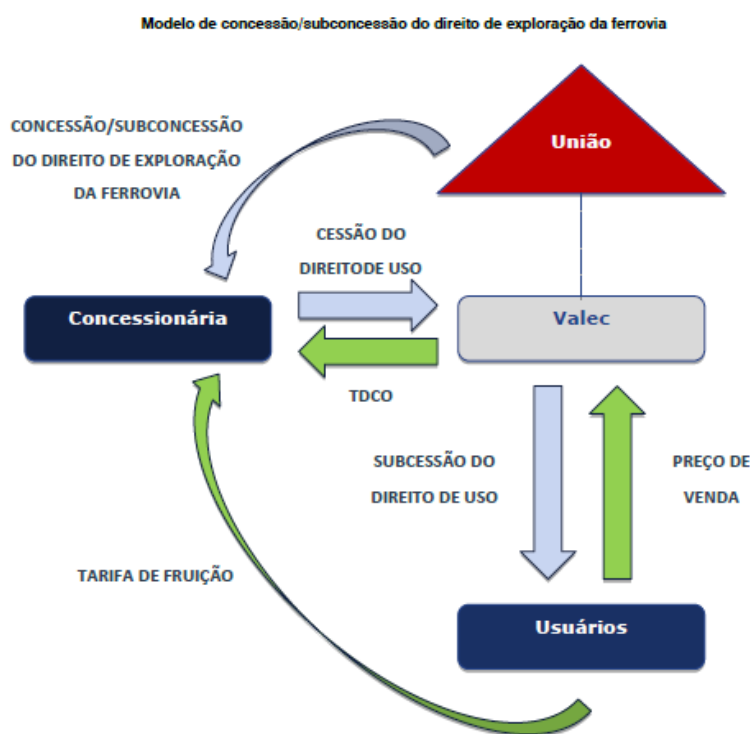 Modelo de concessão/subconcessão do direito de exploração da ferrovia
União
CONCESSÃO/SUBCONCESSÃO
DO DIREITO DE EXPLORAÇÃO
DA FERROVIA
CESSÃO DO
DIREITODE USO
Concessionária
Valec
TDCO
SUBCESSÃO DO
DIREITO DE USO
PREÇO DE
VENDA
TARIFA DE FRUIÇÃO
Usuários